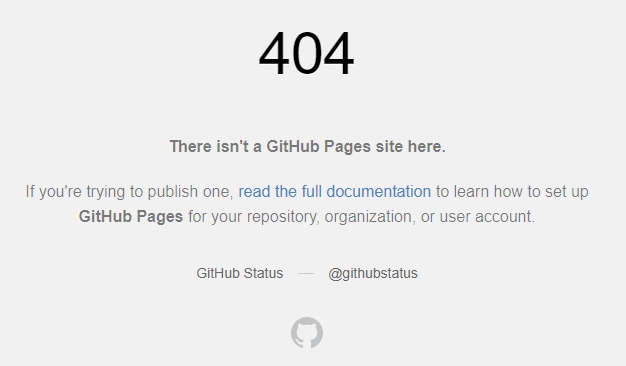 404
There isn't a GitHub Pages site here.
If you're trying to publish one, read the full documentation to learn how to set up
GitHub Pages for your repository, organization, or user account.
GitHub Status — @githubstatus